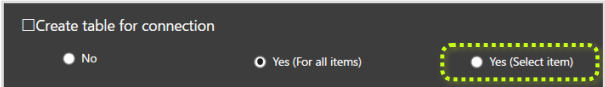 ☐Create table for connection
No Yes (For all items) Yes (Select item)